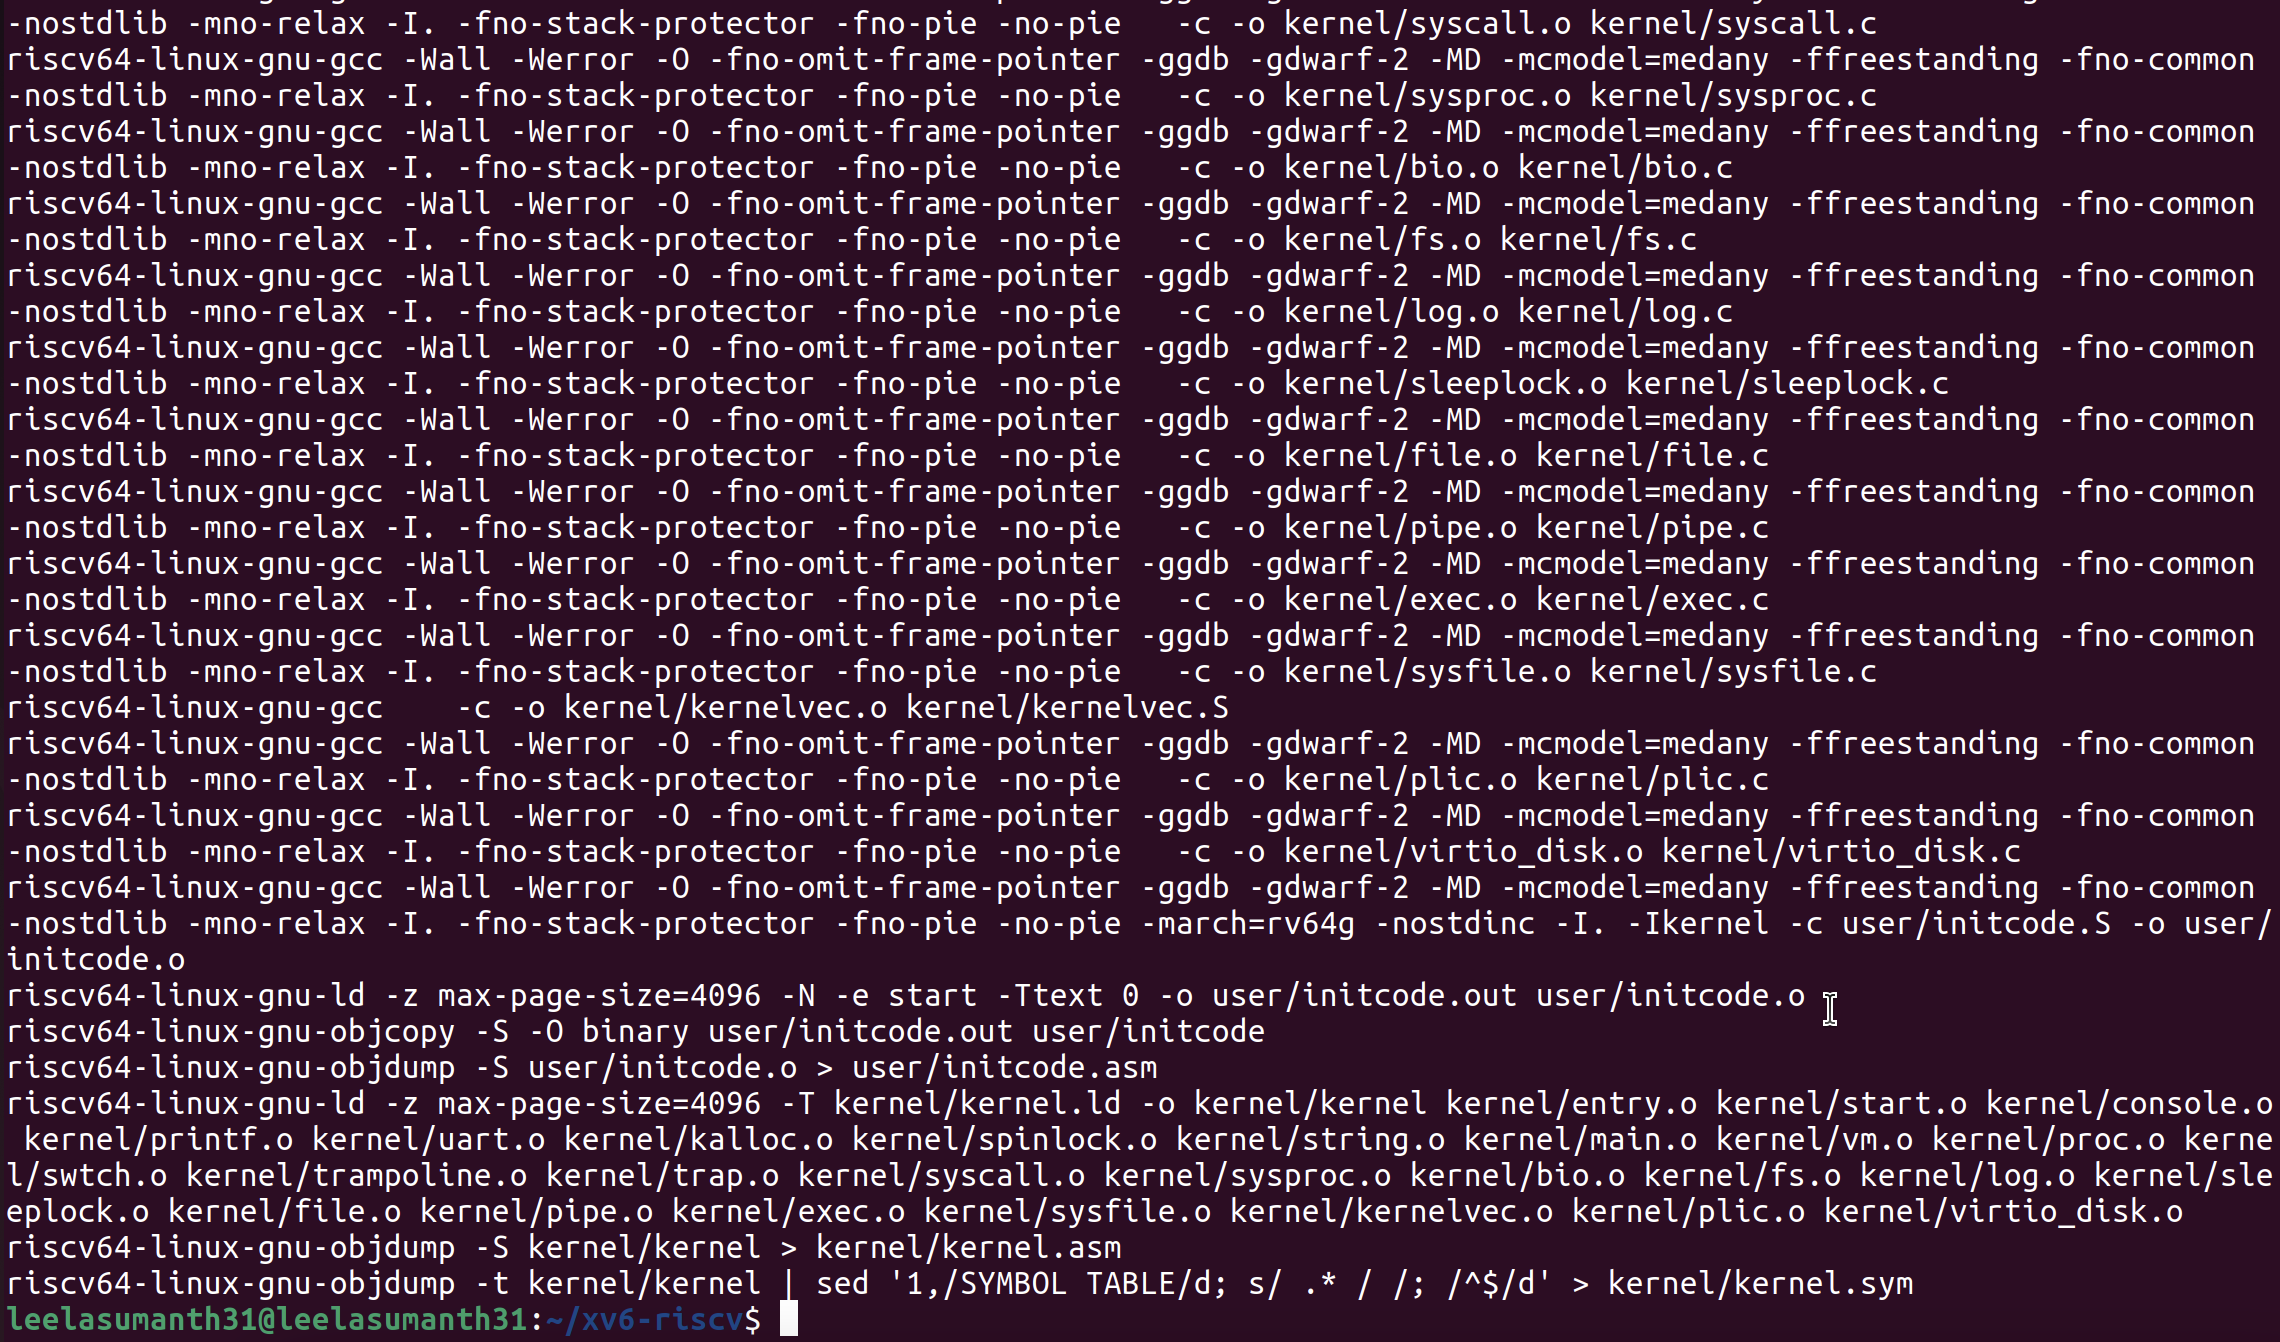 -nostdlib -mno-relax -I. -fno-stack-protector -fno-pie -no-pie   -c -o kernel/syscall.o kernel/syscall.c
riscv64-linux-gnu-gcc -Wall -Werror -O -fno-omit-frame-pointer -ggdb -gdwarf-2 -MD -mcmodel=medany -ffreestanding -fno-common
-nostdlib -mno-relax -I. -fno-stack-protector -fno-pie -no-pie   -c -o kernel/sysproc.o kernel/sysproc.c
riscv64-linux-gnu-gcc -Wall -Werror -O -fno-omit-frame-pointer -ggdb -gdwarf-2 -MD -mcmodel=medany -ffreestanding -fno-common
-nostdlib -mno-relax -I. -fno-stack-protector -fno-pie -no-pie   -c -o kernel/bio.o kernel/bio.c
riscv64-linux-gnu-gcc -Wall -Werror -O -fno-omit-frame-pointer -ggdb -gdwarf-2 -MD -mcmodel=medany -ffreestanding -fno-common
-nostdlib -mno-relax -I. -fno-stack-protector -fno-pie -no-pie   -c -o kernel/fs.o kernel/fs.c
riscv64-linux-gnu-gcc -Wall -Werror -O -fno-omit-frame-pointer -ggdb -gdwarf-2 -MD -mcmodel=medany -ffreestanding -fno-common
-nostdlib -mno-relax -I. -fno-stack-protector -fno-pie -no-pie   -c -o kernel/log.o kernel/log.c
riscv64-linux-gnu-gcc -Wall -Werror -O -fno-omit-frame-pointer -ggdb -gdwarf-2 -MD -mcmodel=medany -ffreestanding -fno-common
-nostdlib -mno-relax -I. -fno-stack-protector -fno-pie -no-pie   -c -o kernel/sleeplock.o kernel/sleeplock.c
riscv64-linux-gnu-gcc -Wall -Werror -O -fno-omit-frame-pointer -ggdb -gdwarf-2 -MD -mcmodel=medany -ffreestanding -fno-common
-nostdlib -mno-relax -I. -fno-stack-protector -fno-pie -no-pie   -c -o kernel/file.o kernel/file.c
riscv64-linux-gnu-gcc -Wall -Werror -O -fno-omit-frame-pointer -ggdb -gdwarf-2 -MD -mcmodel=medany -ffreestanding -fno-common
-nostdlib -mno-relax -I. -fno-stack-protector -fno-pie -no-pie   -c -o kernel/pipe.o kernel/pipe.c
riscv64-linux-gnu-gcc -Wall -Werror -O -fno-omit-frame-pointer -ggdb -gdwarf-2 -MD -mcmodel=medany -ffreestanding -fno-common
-nostdlib -mno-relax -I. -fno-stack-protector -fno-pie -no-pie   -c -o kernel/exec.o kernel/exec.c
riscv64-linux-gnu-gcc -Wall -Werror -O -fno-omit-frame-pointer -ggdb -gdwarf-2 -MD -mcmodel=medany -ffreestanding -fno-common
-nostdlib -mno-relax -I. -fno-stack-protector -fno-pie -no-pie   -c -o kernel/sysfile.o kernel/sysfile.c
riscv64-linux-gnu-gcc    -c -o kernel/kernelvec.o kernel/kernelvec.S
riscv64-linux-gnu-gcc -Wall -Werror -O -fno-omit-frame-pointer -ggdb -gdwarf-2 -MD -mcmodel=medany -ffreestanding -fno-common
-nostdlib -mno-relax -I. -fno-stack-protector -fno-pie -no-pie   -c -o kernel/plic.o kernel/plic.c
riscv64-linux-gnu-gcc -Wall -Werror -O -fno-omit-frame-pointer -ggdb -gdwarf-2 -MD -mcmodel=medany -ffreestanding -fno-common
-nostdlib -mno-relax -I. -fno-stack-protector -fno-pie -no-pie   -c -o kernel/virtio_disk.o kernel/virtio_disk.c
riscv64-linux-gnu-gcc -Wall -Werror -O -fno-omit-frame-pointer -ggdb -gdwarf-2 -MD -mcmodel=medany -ffreestanding -fno-common
-nostdlib -mno-relax -I. -fno-stack-protector -fno-pie -no-pie -march=rv64g -nostdinc -I. -Ikernel -c user/initcode.S -o user/
initcode.o
riscv64-linux-gnu-ld -z max-page-size=4096 -N -e start -Ttext 0 -o user/initcode.out user/initcode.o
riscv64-linux-gnu-objcopy -S -O binary user/initcode.out user/initcode
riscv64-linux-gnu-objdump -S user/initcode.o > user/initcode.asm
riscv64-linux-gnu-ld -z max-page-size=4096 -T kernel/kernel.ld -o kernel/kernel kernel/entry.o kernel/start.o kernel/console.o
 kernel/printf.o kernel/uart.o kernel/kalloc.o kernel/spinlock.o kernel/string.o kernel/main.o kernel/vm.o kernel/proc.o kerne
l/swtch.o kernel/trampoline.o kernel/trap.o kernel/syscall.o kernel/sysproc.o kernel/bio.o kernel/fs.o kernel/log.o kernel/sle
eplock.o kernel/file.o kernel/pipe.o kernel/exec.o kernel/sysfile.o kernel/kernelvec.o kernel/plic.o kernel/virtio_disk.o
riscv64-linux-gnu-objdump -S kernel/kernel > kernel/kernel.asm
riscv64-linux-gnu-objdump -t kernel/kernel | sed '1,/SYMBOL TABLE/d; s/ .* / /; /^$/d' > kernel/kernel.sym
leelasumanth31@leelasumanth31:~/xv6-riscv$